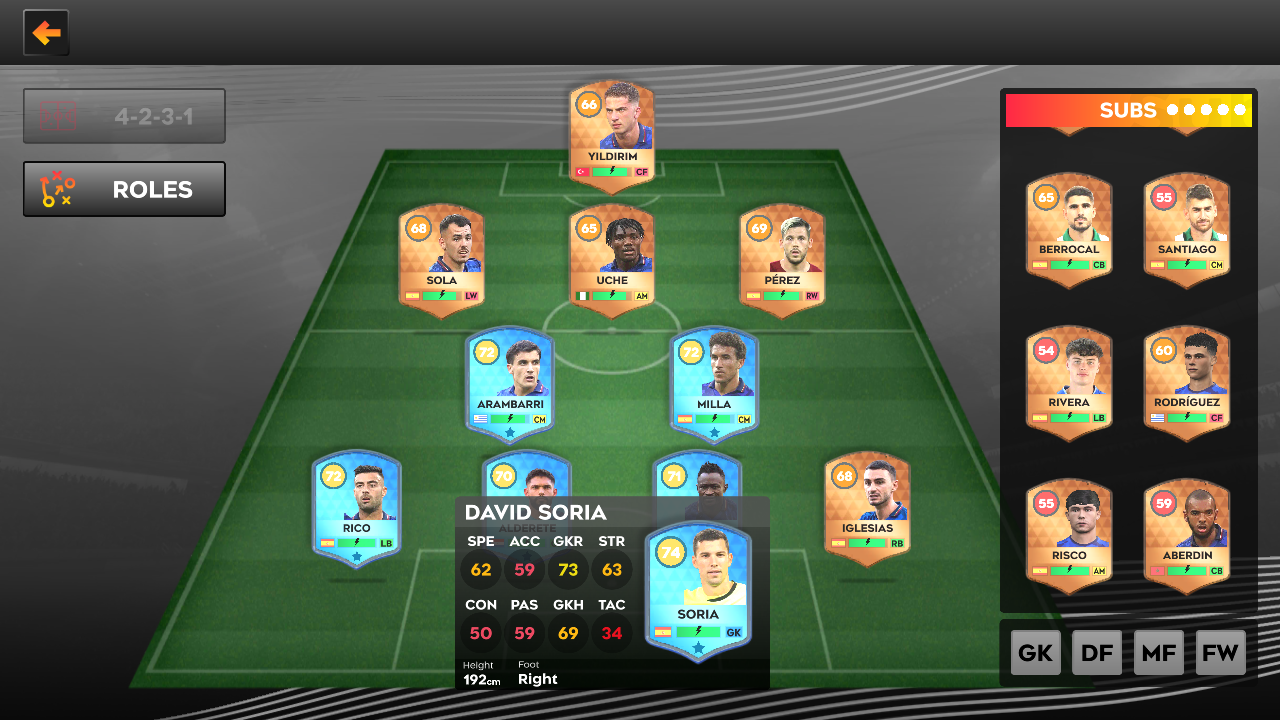 4-2-3-1
ROLES
66
YILDIRIM
CF
68
SOLA
LW
65
UCHE
AM
69
PÉREZ
RW
72
ARAMBARRI
CM
72
MILLA
CM
72
RICO
LB
70
ALDERETE
71
68
IGLESIAS
RB
DAVID SORIA
SPE ACC GKR STR
62 59 73 63
CON PAS GKH TAC
50 59 69 34
Height Foot
192cm Right
74
SORIA
GK
SUBS
65
BERROCAL
CB
55
SANTIAGO
CM
54
RIVERA
LB
60
RODRÍGUEZ
CF
55
RISCO
AM
59
ABERDIN
CB
GK DF MF FW